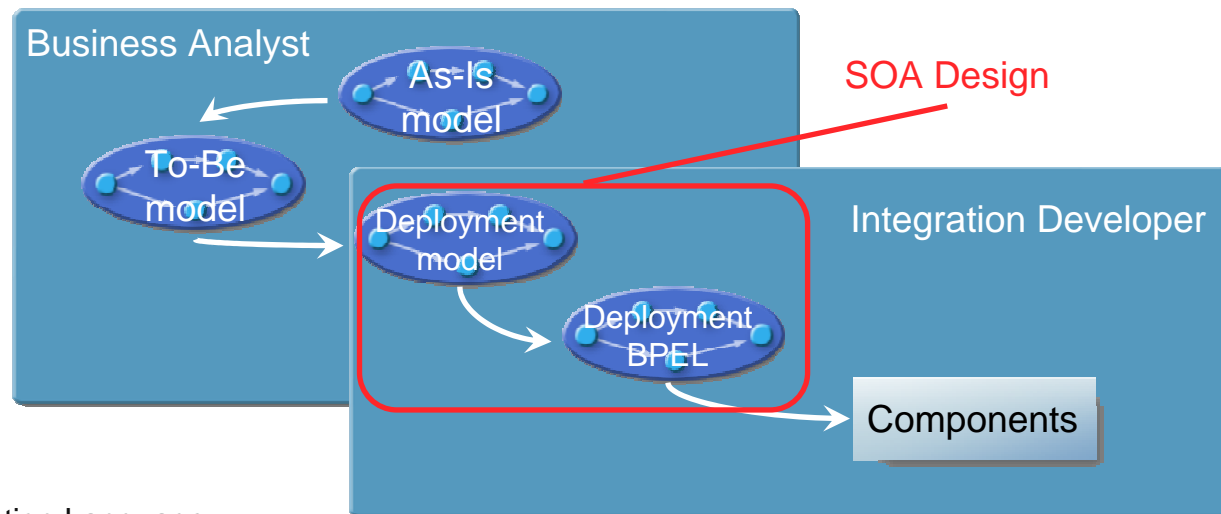 Business Analyst
As-Is
model
SOA Design
To-Be
model
Deployment
model
Integration Developer
Deployment
BPEL
Components